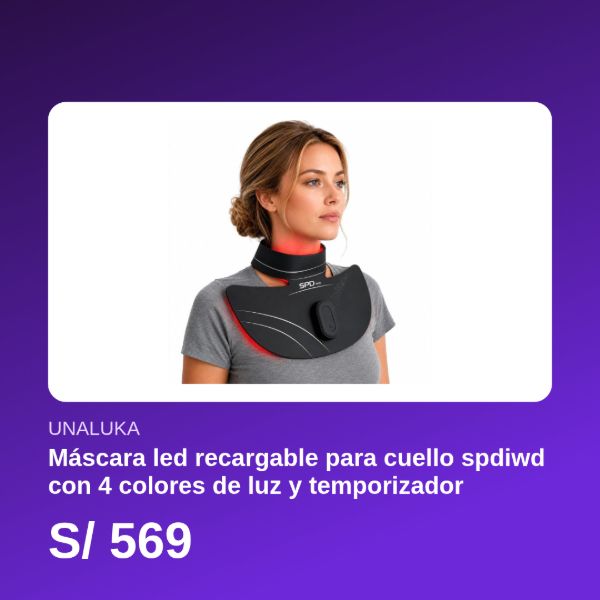 SPD
UNALUKA
Máscara led recargable para cuello spdiwd
con 4 colores de luz y temporizador
S/ 569